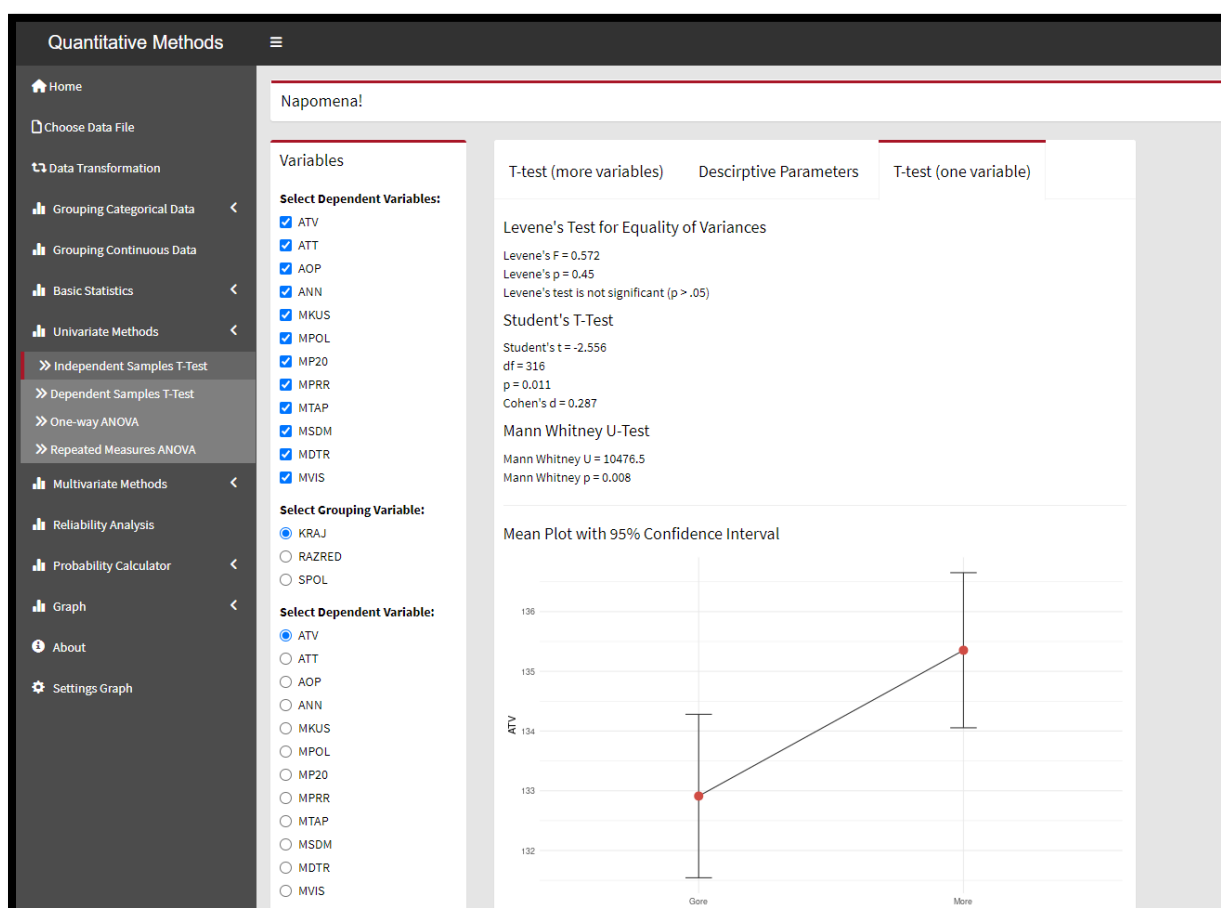 Quantitative Methods
Home
Choose Data File
Data Transformation
Grouping Categorical Data
Grouping Continuous Data
Basic Statistics
Univariate Methods
Independent Samples T-Test
Dependent Samples T-Test
One-way ANOVA
Repeated Measures ANOVA
Multivariate Methods
Reliability Analysis
Probability Calculator
Graph
About
Settings Graph
Napomena!
Variables
Select Dependent Variables:
ATV
ATT
AOP
ANN
MKUS
MPOL
MP20
MPRR
MTAP
MSDM
MDTR
MVIS
Select Grouping Variable:
KRAJ
RAZRED
SPOL
Select Dependent Variable:
ATV
ATT
AOP
ANN
MKUS
MPOL
MP20
MPRR
MTAP
MSDM
MDTR
MVIS
T-test (more variables) Descirptive Parameters T-test (one variable)
Levene's Test for Equality of Variances
Levene's F = 0.572
Levene's p = 0.45
Levene's test is not significant (p > .05)
Student's T-Test
Student's t = -2.556
df = 316
p = 0.011
Cohen's d = 0.287
Mann Whitney U-Test
Mann Whitney U = 10476.5
Mann Whitney p = 0.008
Mean Plot with 95% Confidence Interval
136
135
134
133
132
ATV
Gore More